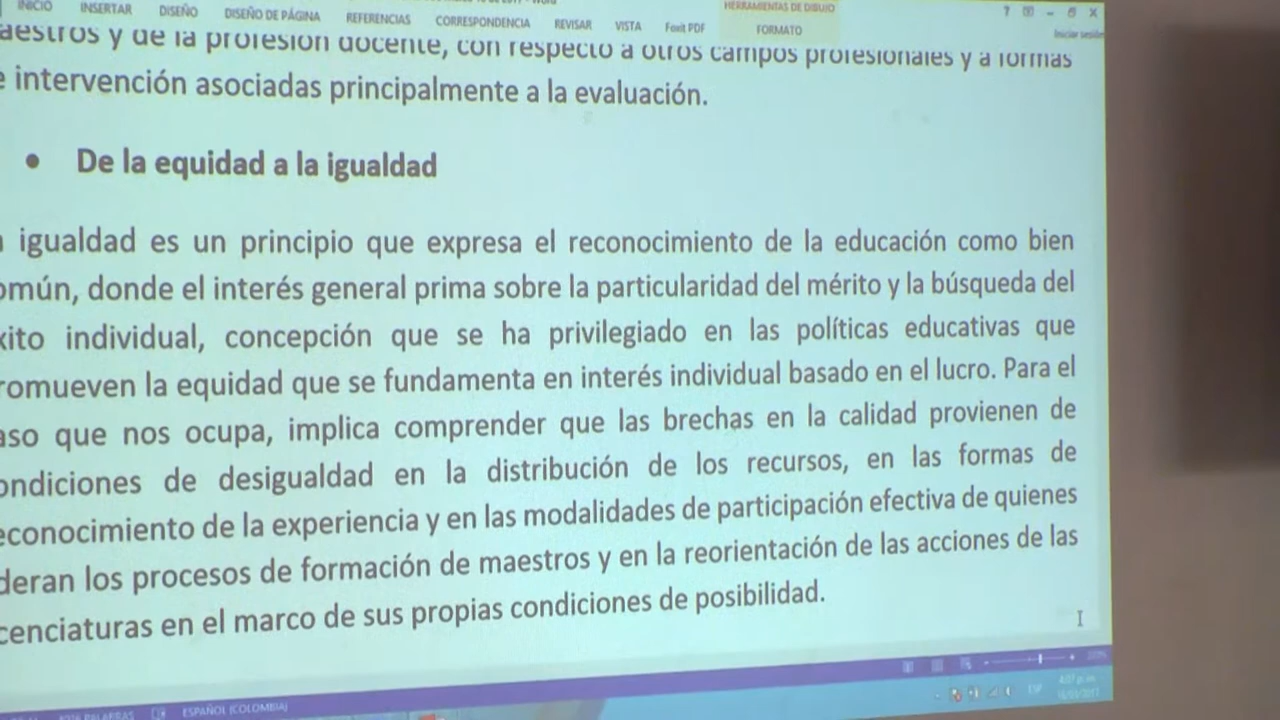 INICIO INSERTAR DISEÑO DISEÑO DE PÁGINA REFERENCIAS CORRESPONDENCIA REVISAR VISTA Foxit PDF FORMATO
HERRAMIENTAS DE DIBUJO
Iniciar sesión
aestros y de la profesión docente, con respecto a otros campos profesionales y a formas
e intervención asociadas principalmente a la evaluación.
• De la equidad a la igualdad
igualdad es un principio que expresa el reconocimiento de la educación como bien
omún, donde el interés general prima sobre la particularidad del mérito y la búsqueda del
xito individual, concepción que se ha privilegiado en las políticas educativas que
romueven la equidad que se fundamenta en interés individual basado en el lucro. Para el
aso que nos ocupa, implica comprender que las brechas en la calidad provienen de
ondiciones de desigualdad en la distribución de los recursos, en las formas de
econocimiento de la experiencia y en las modalidades de participación efectiva de quienes
deran los procesos de formación de maestros y en la reorientación de las acciones de las
cenciaturas en el marco de sus propias condiciones de posibilidad.
PALABRAS ESPAÑOL (COLOMBIA)
ESP